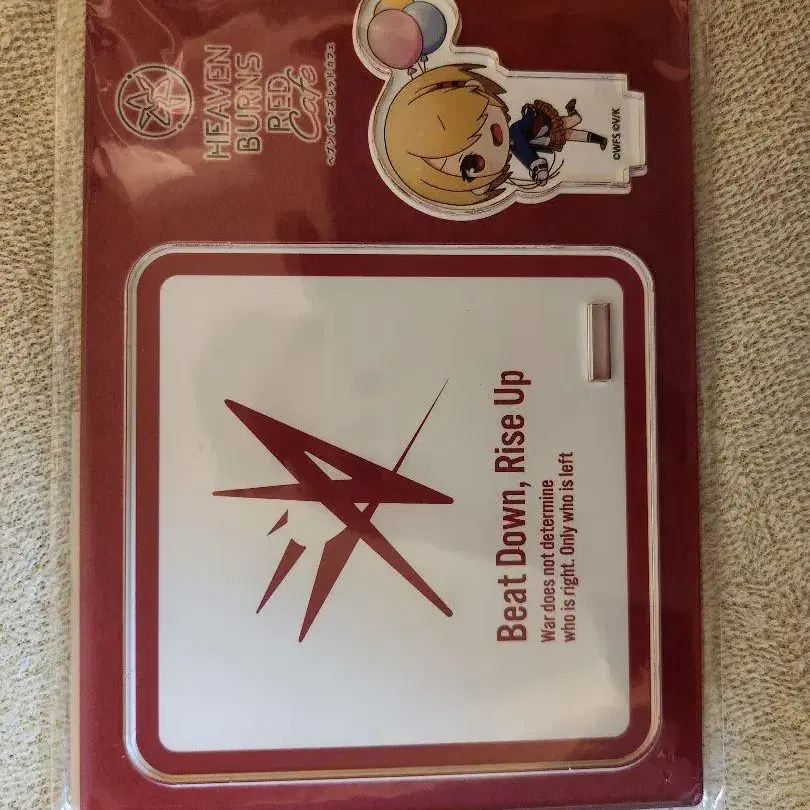 HEAVEN
BURNS
RED
Cafe
ヘブンバーンズレッドカフェ
©WFS ©V/K
Beat Down, Rise Up
War does not determine
who is right. Only who is left